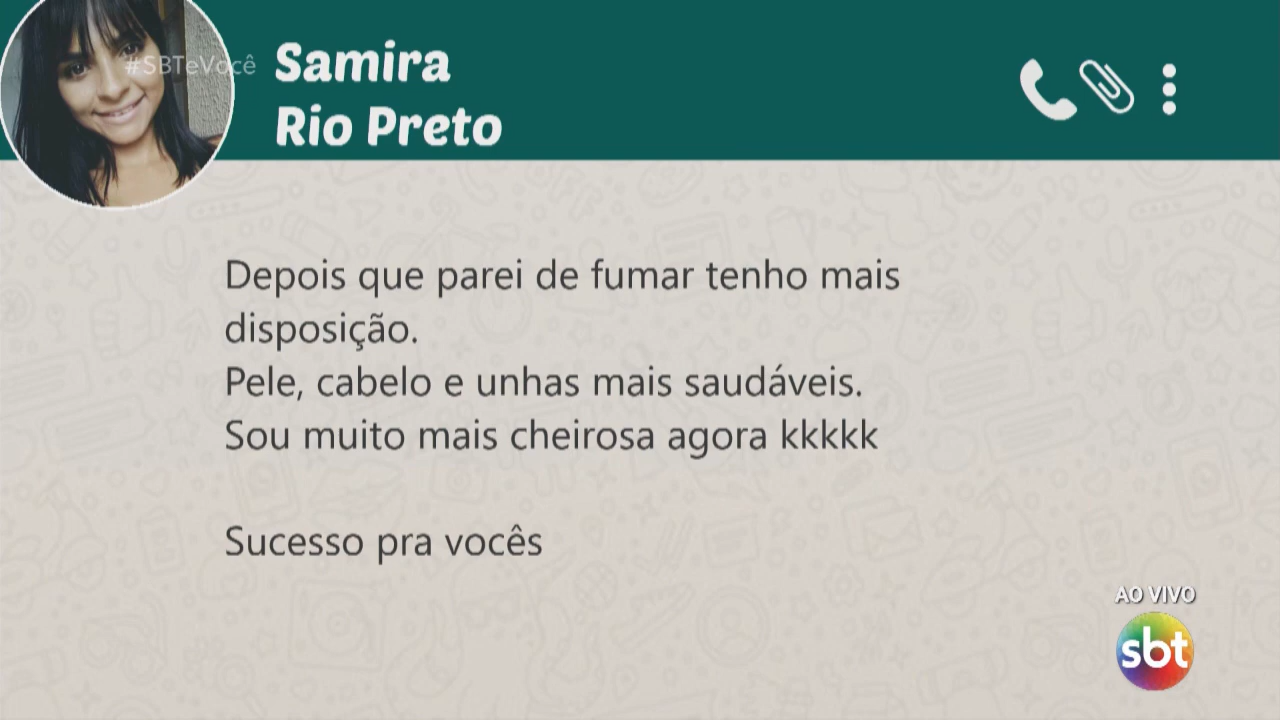 #SBTeVocê
Samira
Rio Preto
Depois que parei de fumar tenho mais
disposição.
Pele, cabelo e unhas mais saudáveis.
Sou muito mais cheirosa agora kkkkk
Sucesso pra vocês
AO VIVO
sbt